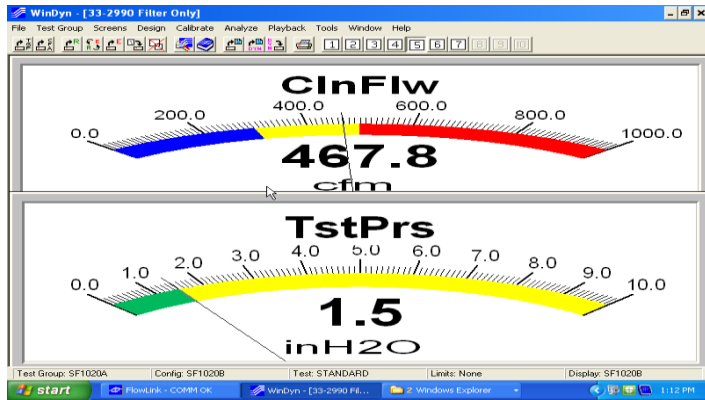 WinDyn - [33-2990 Filter Only]
File Test Group Screens Design Calibrate Analyze Playback Tools Window Help
1 2 3 4 5 6 7 8 9 10
ClnFlw
0.0 200.0 400.0 600.0 800.0 1000.0
467.8
cfm
TstPrs
0.0 1.0 2.0 3.0 4.0 5.0 6.0 7.0 8.0 9.0 10.0
1.5
inH2O
Test Group: SF1020A Config: SF1020B Test: STANDARD Limits: None Display: SF1020B
start FlowLink - COMM OK WinDyn - [33-2990 Fil... 2 Windows Explorer 1:12 PM